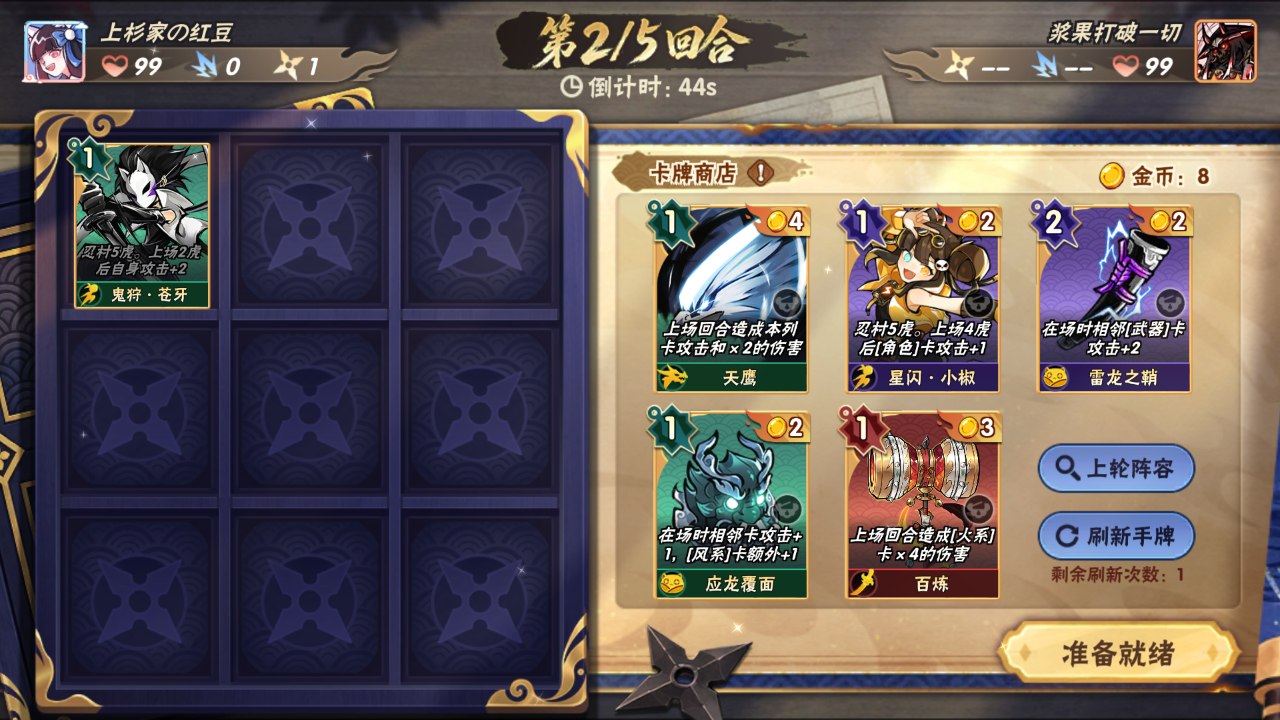 上杉家の红豆
99
0
1
第2/5回合
倒计时：44s
浆果打破一切
--
--
99
1
忍村5虎。上场2虎
后自身攻击+2
鬼狩·苍牙
卡牌商店
金币：8
1
4
上场回合造成本列
卡攻击和×2的伤害
天鹰
1
2
忍村5虎。上场4虎
后[角色]卡攻击+1
星闪·小椒
2
2
在场时相邻[武器]卡
攻击+2
雷龙之鞘
1
2
在场时相邻卡攻击+
1，[风系]卡额外+1
应龙覆面
1
3
上场回合造成[火系]
卡×4的伤害
百炼
上轮阵容
刷新手牌
剩余刷新次数：1
准备就绪